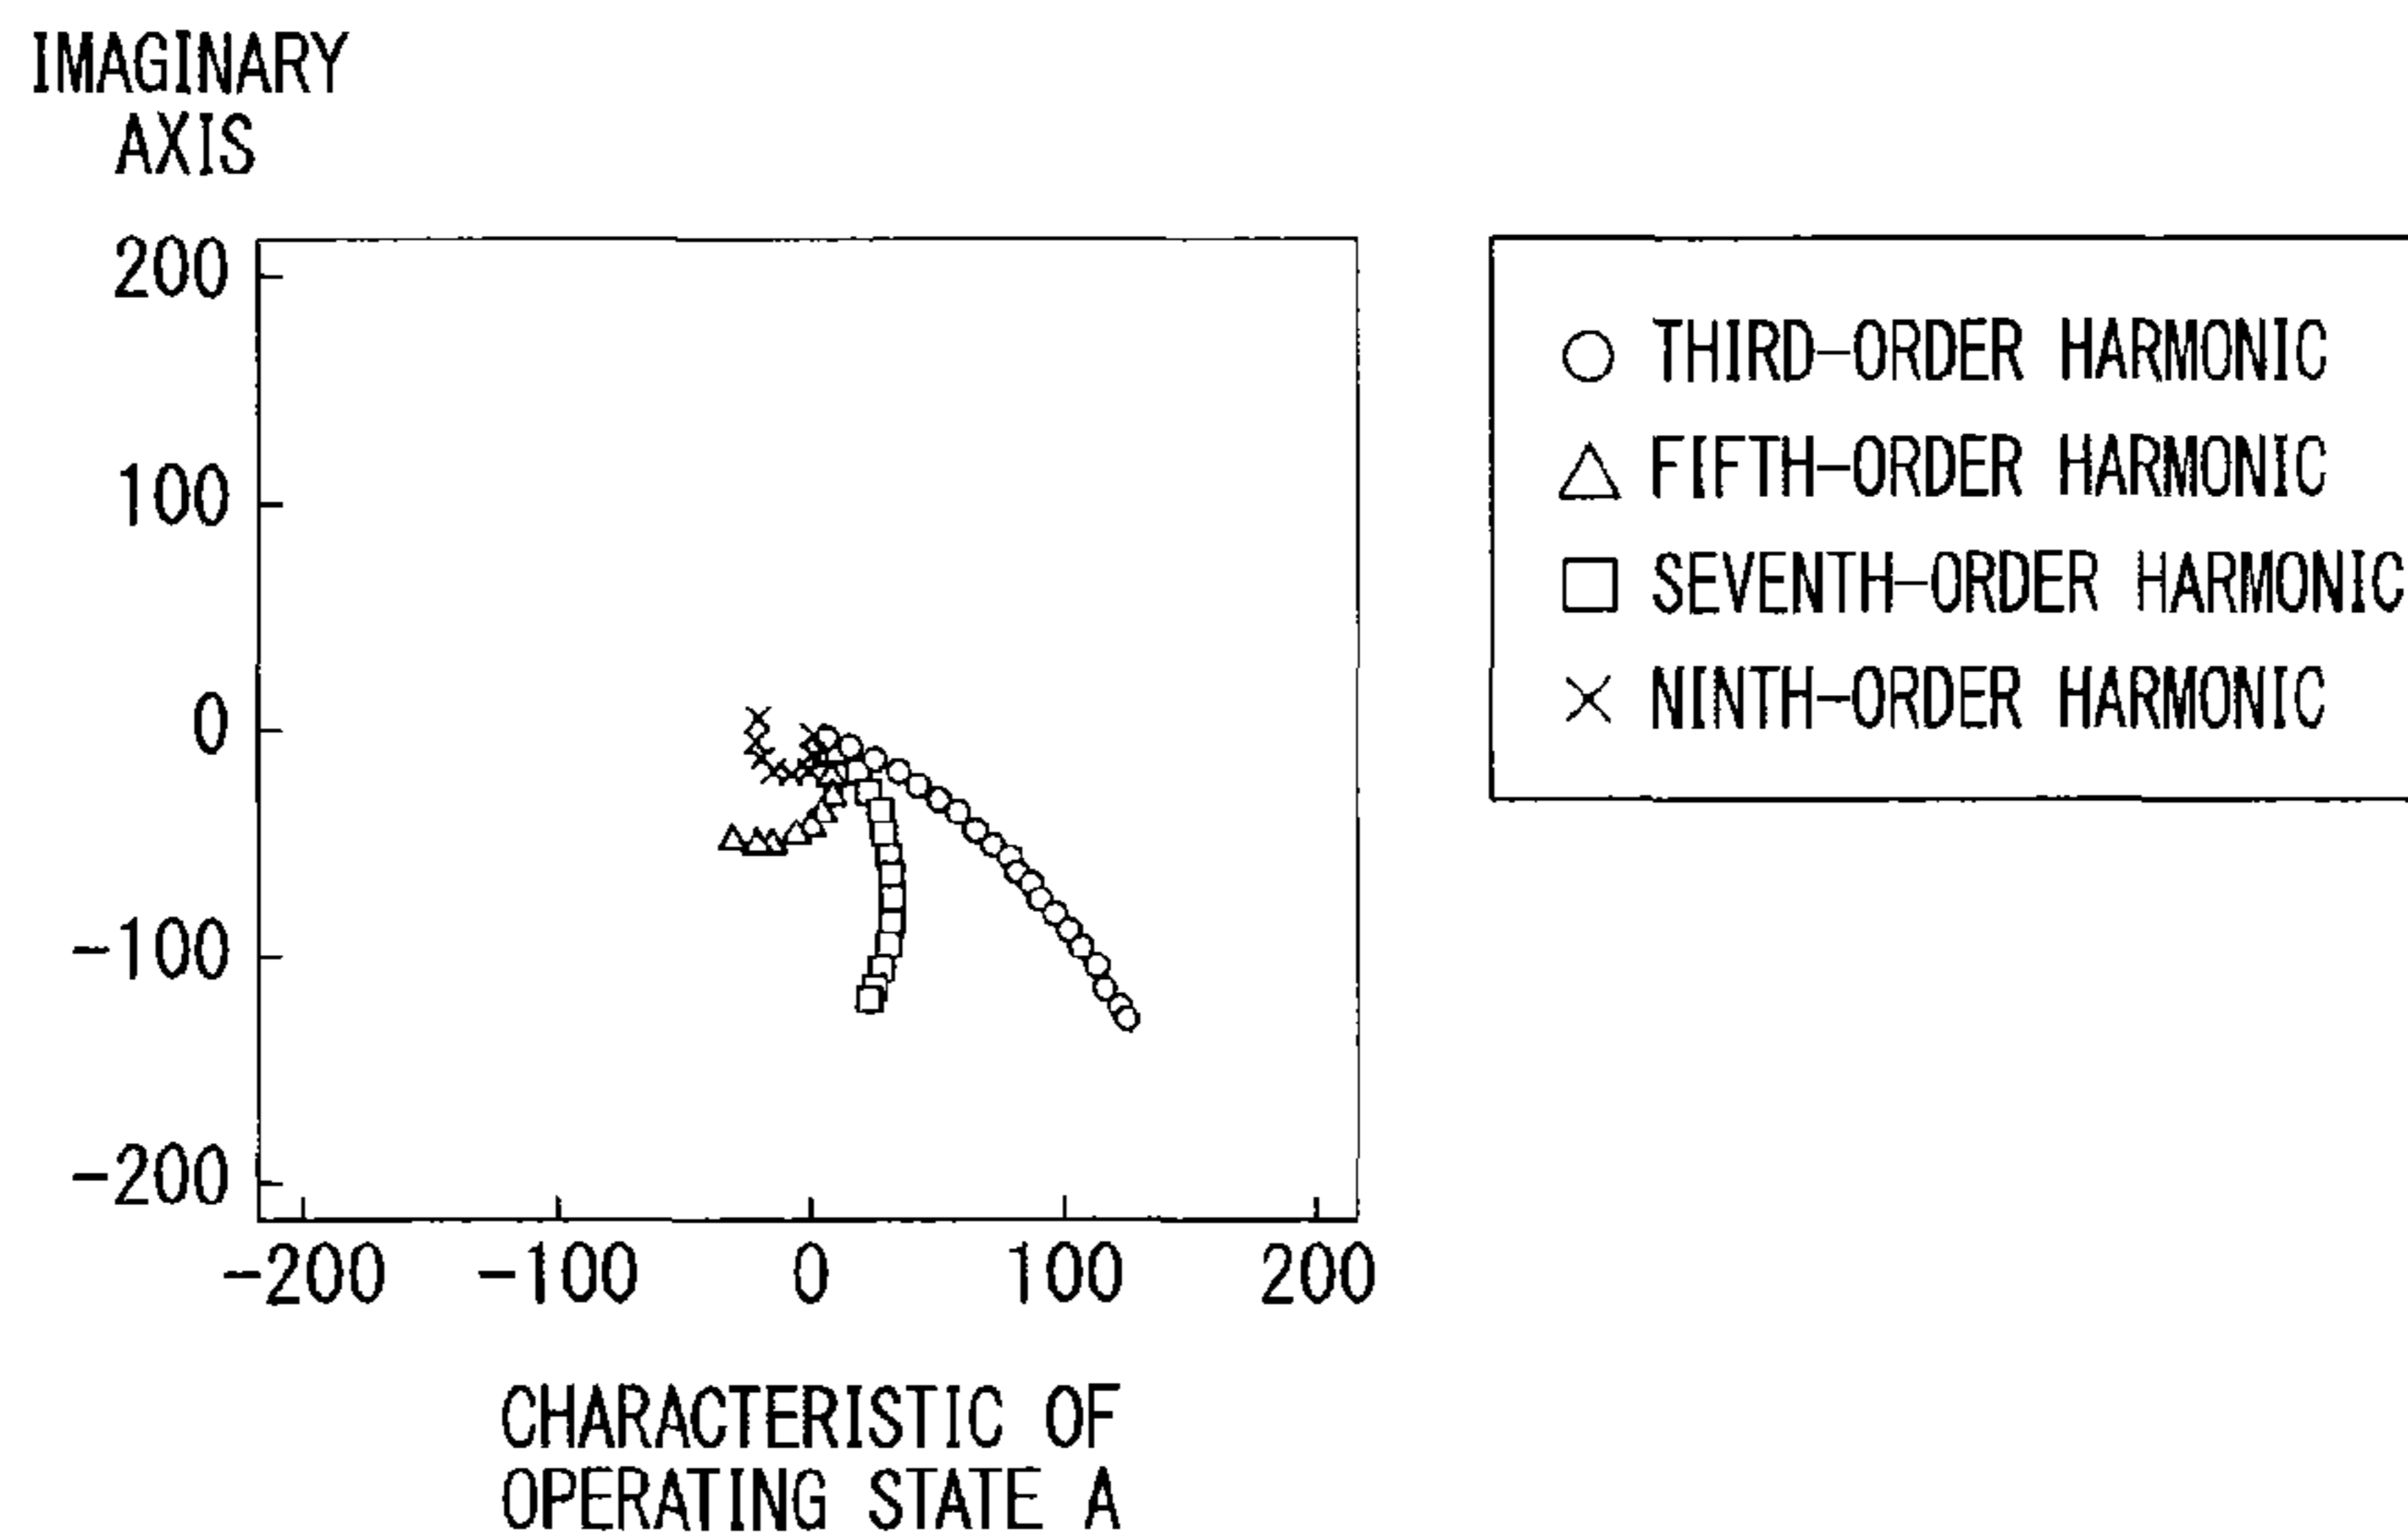 IMAGINARY
AXIS
200
100
0
-100
-200
-200 -100 0 100 200
CHARACTERISTIC OF
OPERATING STATE A
THIRD-ORDER HARMONIC
FIFTH-ORDER HARMONIC
SEVENTH-ORDER HARMONIC
NINTH-ORDER HARMONIC